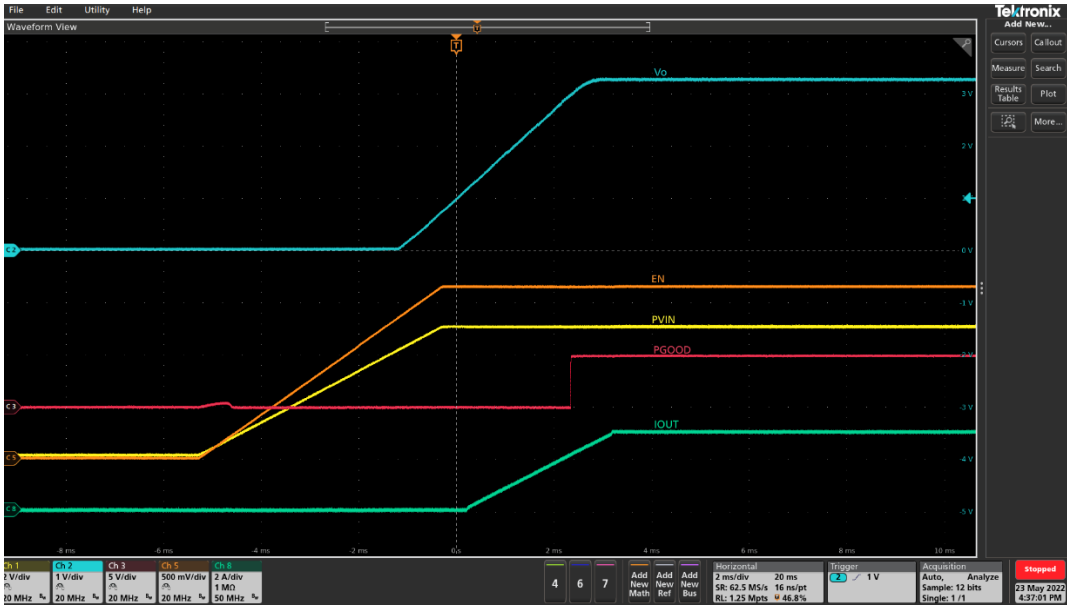 File Edit Utility Help
Tektronix
Waveform View
Add New...
T
T
Cursors Callout
Measure Search
Results Table Plot
More...
Vo
3 V
2 V
C 2
0 V
EN
-1 V
PVIN
PGOOD
-2 V
C 3
-3 V
IOUT
C 5
-4 V
C 8
-5 V
-8 ms -6 ms -4 ms -2 ms 0 s 2 ms 4 ms 6 ms 8 ms 10 ms
Ch 1
2 V/div
20 MHz
Ch 2
1 V/div
20 MHz
Ch 3
5 V/div
20 MHz
Ch 5
500 mV/div
20 MHz
Ch 8
2 A/div
1 MΩ
50 MHz
4 6 7
Add New Math
Add New Ref
Add New Bus
Horizontal
2 ms/div 20 ms
SR: 62.5 MS/s 16 ns/pt
RL: 1.25 Mpts 46.8%
Trigger
2 1 V
Acquisition
Auto, Analyze
Sample: 12 bits
Single: 1 /1
Stopped
23 May 2022
4:37:01 PM